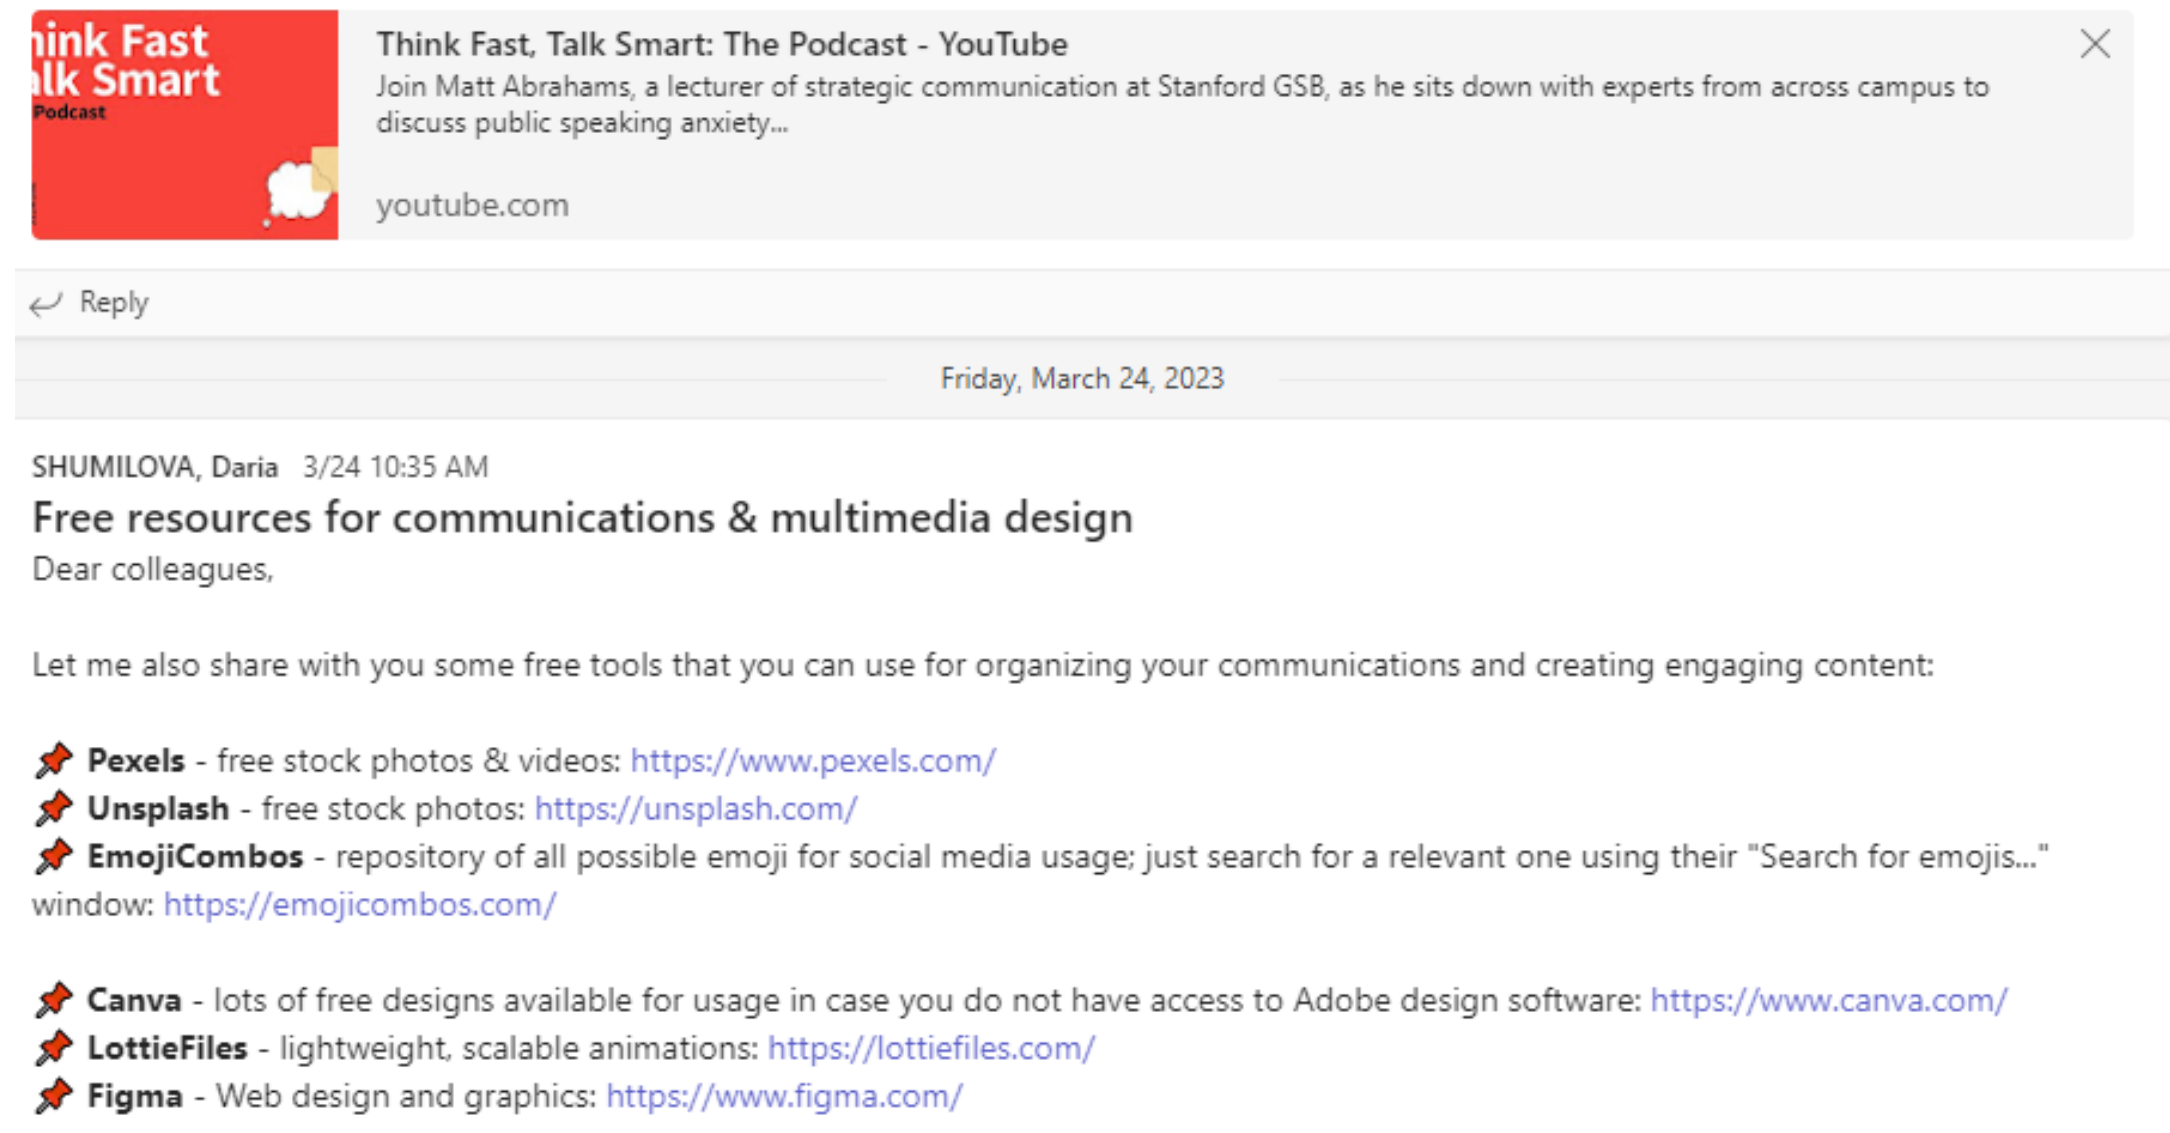 hink Fast
alk Smart
Podcast
Think Fast, Talk Smart: The Podcast - YouTube
Join Matt Abrahams, a lecturer of strategic communication at Stanford GSB, as he sits down with experts from across campus to
discuss public speaking anxiety...
youtube.com
Reply
Friday, March 24, 2023
SHUMILOVA, Daria 3/24 10:35 AM
Free resources for communications & multimedia design
Dear colleagues,
Let me also share with you some free tools that you can use for organizing your communications and creating engaging content:
📌 Pexels - free stock photos & videos: https://www.pexels.com/
📌 Unsplash - free stock photos: https://unsplash.com/
📌 EmojiCombos - repository of all possible emoji for social media usage; just search for a relevant one using their "Search for emojis..."
window: https://emojicombos.com/
📌 Canva - lots of free designs available for usage in case you do not have access to Adobe design software: https://www.canva.com/
📌 LottieFiles - lightweight, scalable animations: https://lottiefiles.com/
📌 Figma - Web design and graphics: https://www.figma.com/